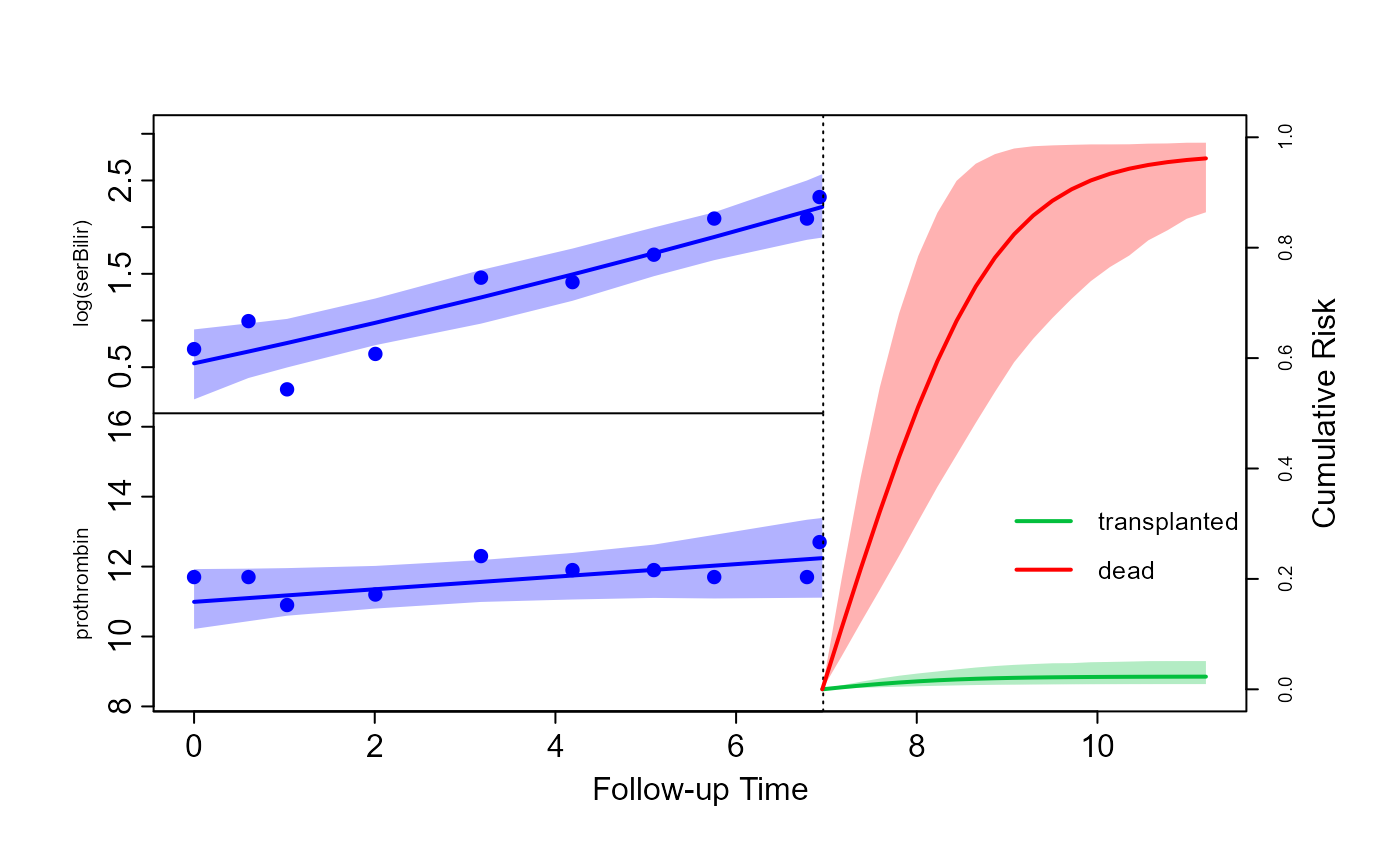 log(serBilir)
0.5 1.5 2.5
prothrombin
8 10 12 14 16
0 2 4 6 8 10
Follow-up Time
0.0 0.2 0.4 0.6 0.8 1.0
Cumulative Risk
transplanted
dead